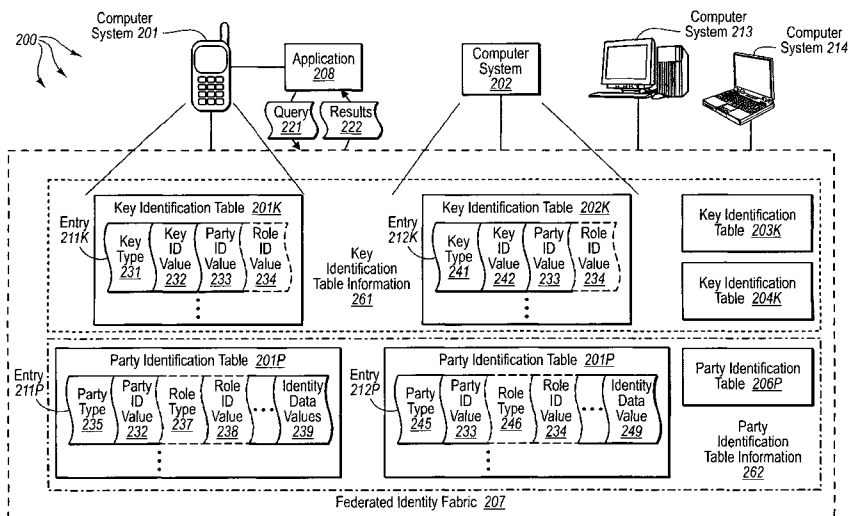 200
Computer
System 201
Application
208
Query
221
Results
222
Computer
System
202
Computer
System 213
Computer
System 214
Entry
211K
Key Identification Table 201K
Key
Type
231
Key
ID
Value
232
Party
ID
Value
233
Role
ID
Value
234
Key
Identification
Table Information
261
Entry
212K
Key Identification Table 202K
Key
Type
241
Key
ID
Value
242
Party
ID
Value
233
Role
ID
Value
234
Key Identification
Table 203K
Key Identification
Table 204K
Entry
211P
Party Identification Table 201P
Party
Type
235
Party
ID
Value
232
Role
Type
237
Role
ID
Value
238
Identity
Data
Values
239
Entry
212P
Party Identification Table 201P
Party
Type
245
Party
ID
Value
233
Role
Type
246
Role
ID
Value
234
Identity
Data
Value
249
Party Identification
Table 206P
Party
Identification
Table Information
262
Federated Identity Fabric 207